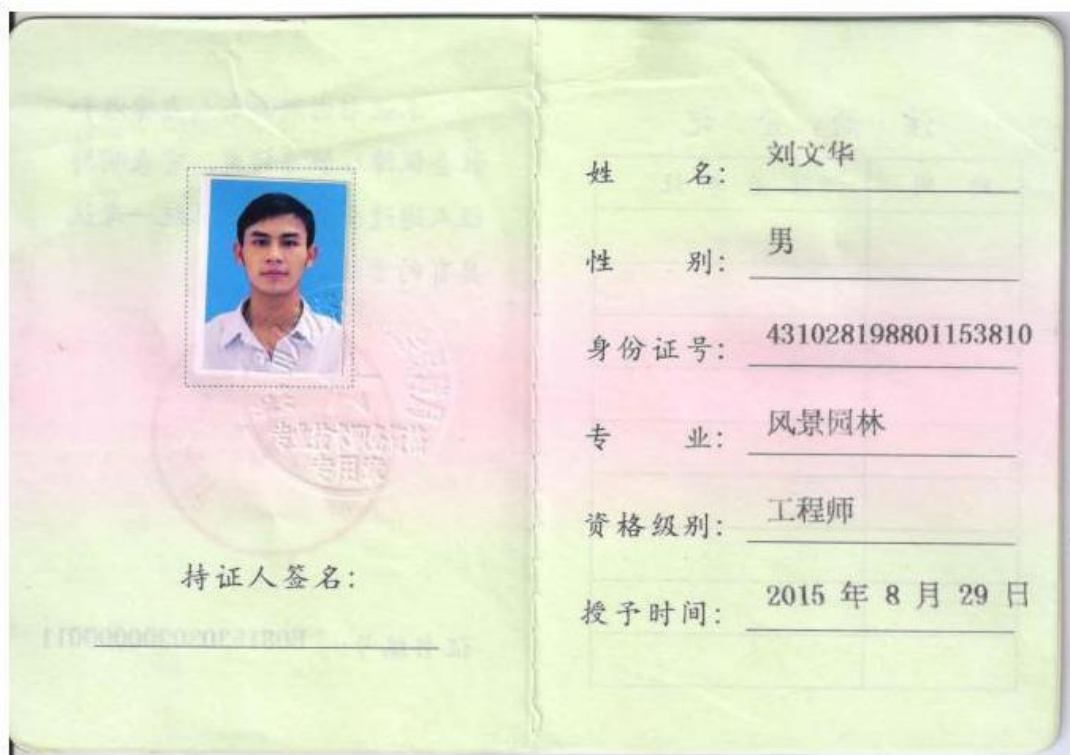 持证人签名:
姓 名: 刘文华
性 别: 男
身份证号: 431028198801153810
专 业: 风景园林
资格级别: 工程师
授予时间: 2015 年 8 月 29 日